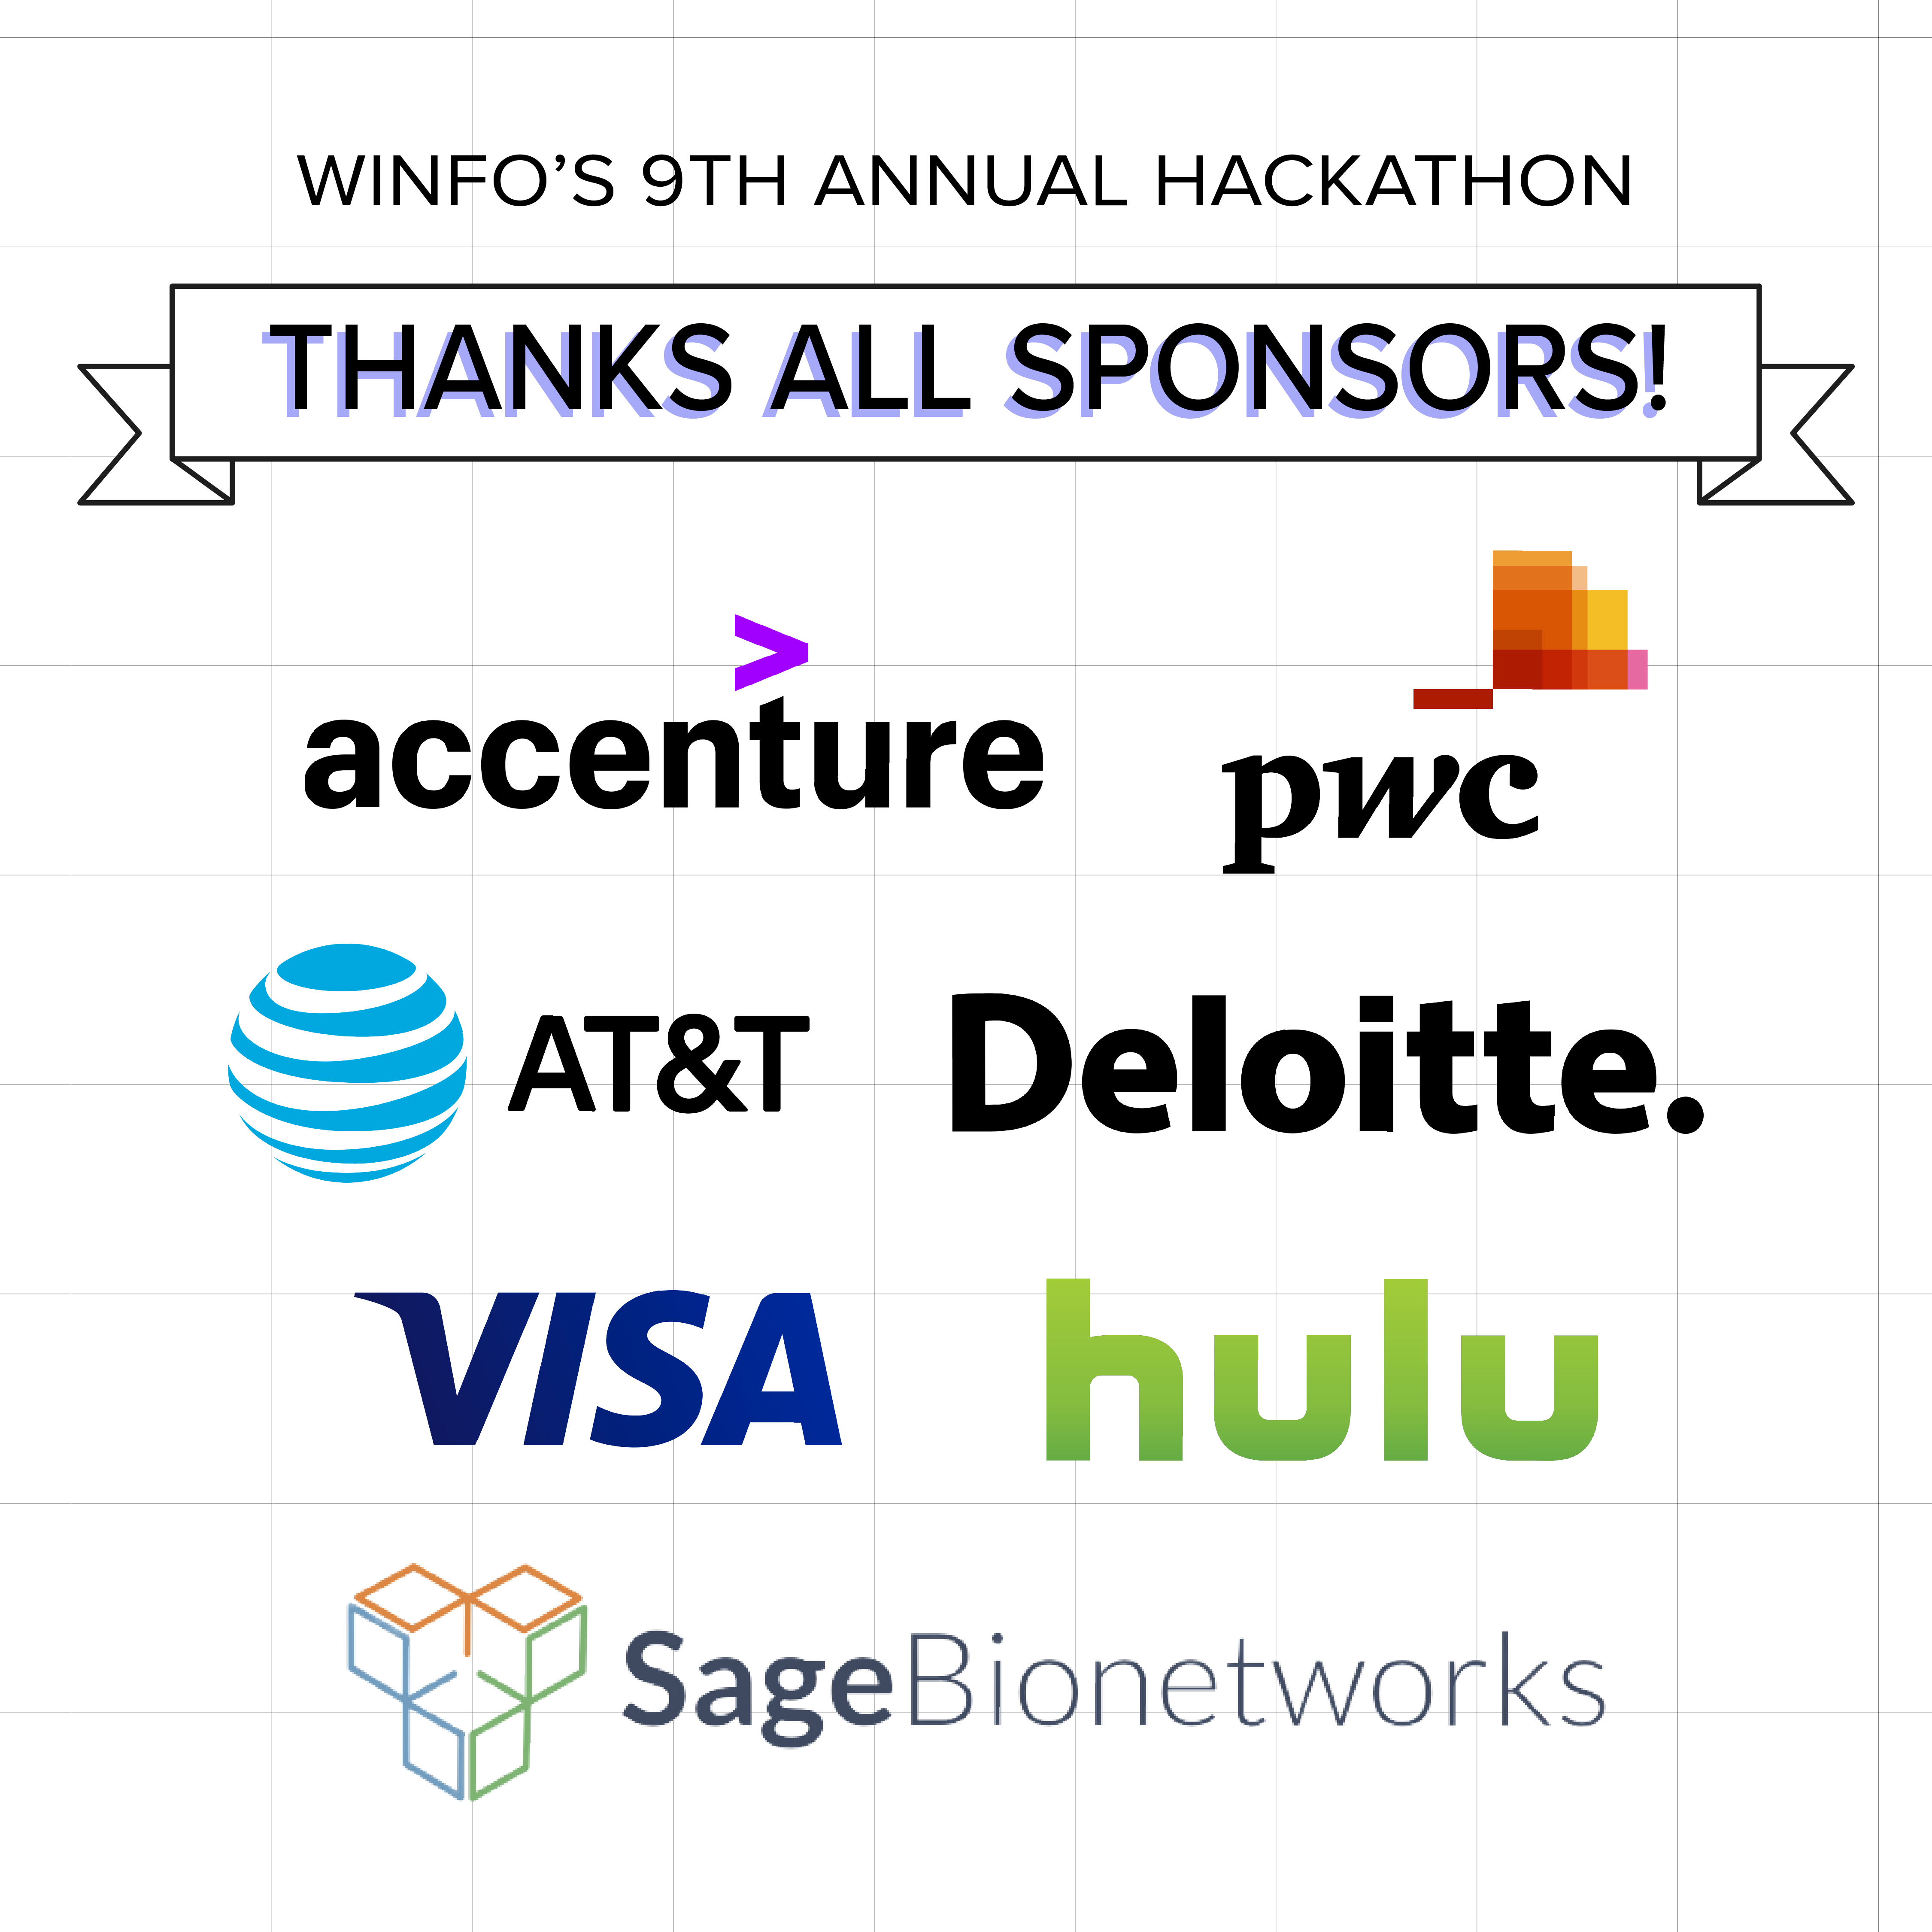 WINFO'S 9TH ANNUAL HACKATHON
THANKS ALL SPONSORS!
accenture
pwc
AT&T
Deloitte.
VISA
hulu
SageBionetworks